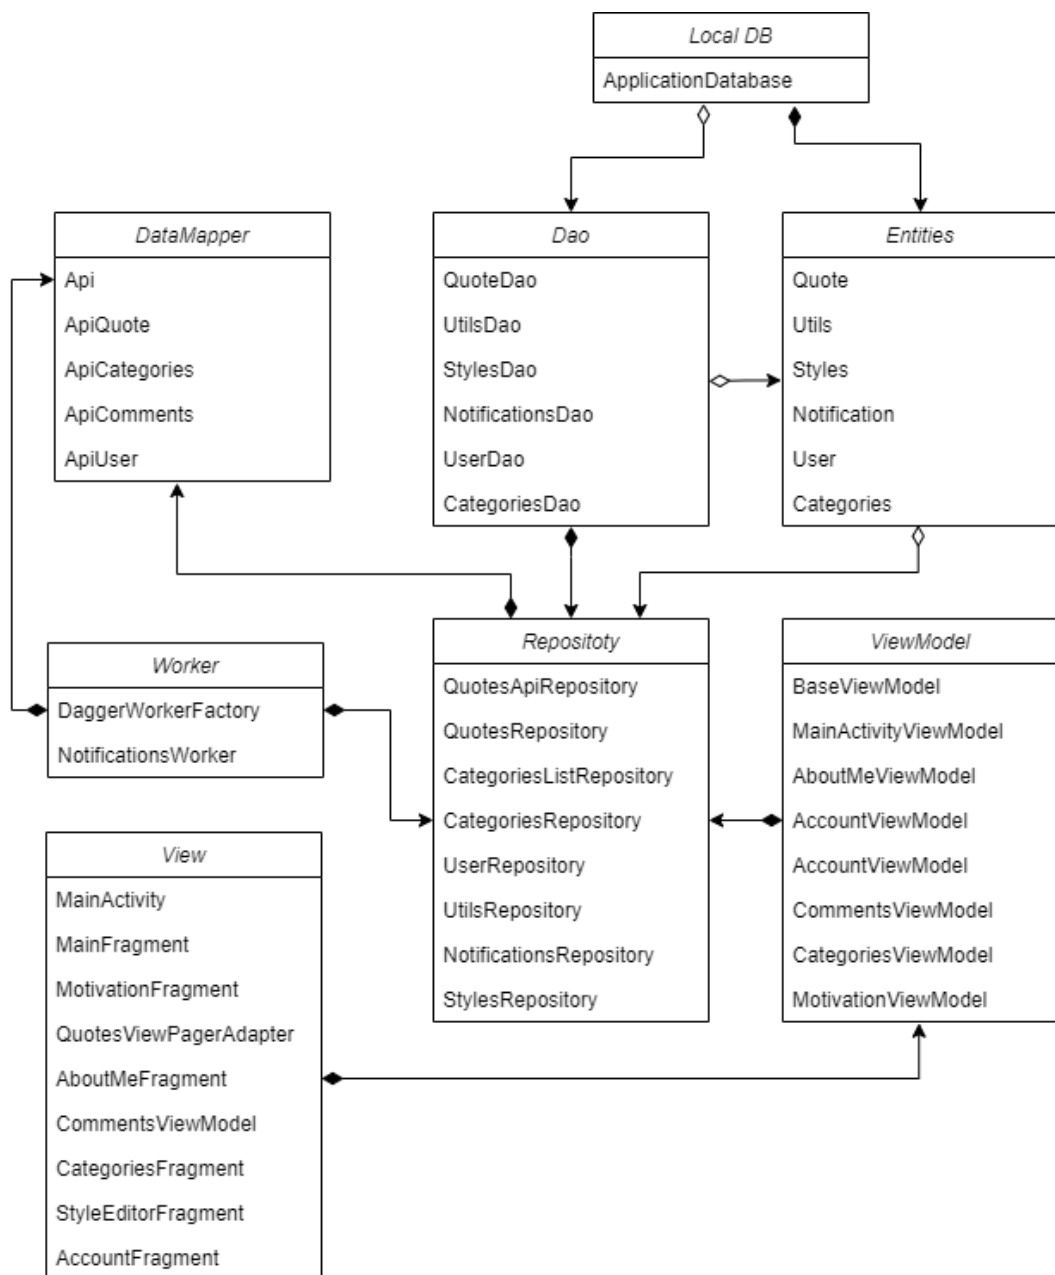 Local DB
ApplicationDatabase
DataMapper
Api
ApiQuote
ApiCategories
ApiComments
ApiUser
Dao
QuoteDao
UtilsDao
StylesDao
NotificationsDao
UserDao
CategoriesDao
Entities
Quote
Utils
Styles
Notification
User
Categories
Worker
DaggerWorkerFactory
NotificationsWorker
Repositoty
QuotesApiRepository
QuotesRepository
CategoriesListRepository
CategoriesRepository
UserRepository
UtilsRepository
NotificationsRepository
StylesRepository
ViewModel
BaseViewModel
MainActivityViewModel
AboutMeViewModel
AccountViewModel
AccountViewModel
CommentsViewModel
CategoriesViewModel
MotivationViewModel
View
MainActivity
MainFragment
MotivationFragment
QuotesViewPagerAdapter
AboutMeFragment
CommentsViewModel
CategoriesFragment
StyleEditorFragment
AccountFragment